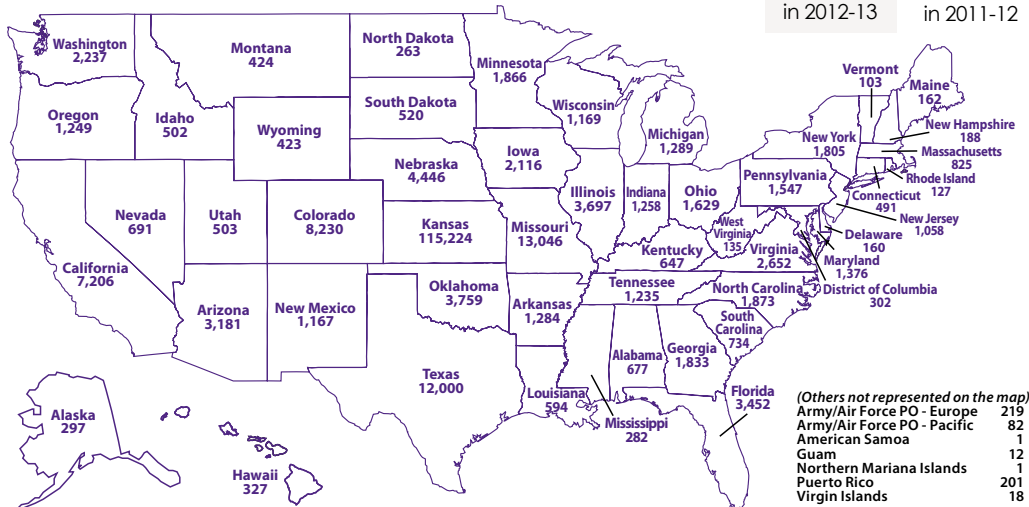 in 2012-13
in 2011-12
Washington
2,237
Montana
424
North Dakota
263
Minnesota
1,866
Vermont
103
Maine
162
Oregon
1,249
Idaho
502
Wyoming
423
South Dakota
520
Wisconsin
1,169
Michigan
1,289
New York
1,805
New Hampshire
188
Massachusetts
825
Rhode Island
127
Connecticut
491
New Jersey
1,058
Nebraska
4,446
Iowa
2,116
Illinois
3,697
Indiana
1,258
Ohio
1,629
Pennsylvania
1,547
Delaware
160
Maryland
1,376
District of Columbia
302
Nevada
691
Utah
503
Colorado
8,230
Kansas
115,224
Missouri
13,046
Kentucky
647
West
Virginia
135
Virginia
2,652
California
7,206
Arizona
3,181
New Mexico
1,167
Oklahoma
3,759
Arkansas
1,284
Tennessee
1,235
North Carolina
1,873
South
Carolina
734
Texas
12,000
Louisiana
594
Mississippi
282
Alabama
677
Georgia
1,833
Florida
3,452
Alaska
297
Hawaii
327
(Others not represented on the map)
Army/Air Force PO - Europe 219
Army/Air Force PO - Pacific 82
American Samoa 1
Guam 12
Northern Mariana Islands 1
Puerto Rico 201
Virgin Islands 18